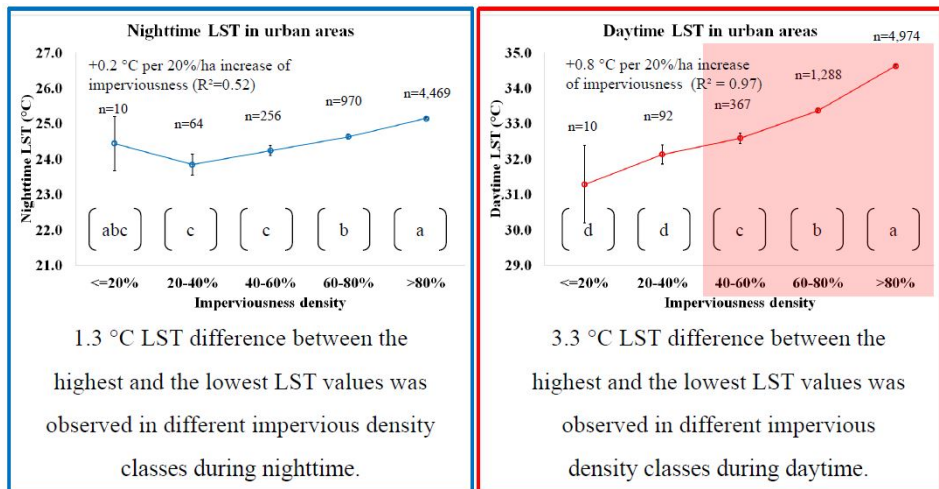 Nighttime LST in urban areas
27.0
26.0
25.0
24.0
23.0
22.0
21.0
Nighttime LST (°C)
+0.2 °C per 20%/ha increase of
imperviousness (R²=0.52)
n=10
n=64
n=256
n=970
n=4,469
abc
c
c
b
a
<=20%
20-40%
40-60%
60-80%
>80%
Imperviousness density
1.3 °C LST difference between the
highest and the lowest LST values was
observed in different impervious density
classes during nighttime.
Daytime LST in urban areas
35.0
34.0
33.0
32.0
31.0
30.0
29.0
Daytime LST (°C)
+0.8 °C per 20%/ha increase
of imperviousness (R² = 0.97)
n=10
n=92
n=367
n=1,288
n=4,974
d
d
c
b
a
<=20%
20-40%
40-60%
60-80%
>80%
Imperviousness density
3.3 °C LST difference between the
highest and the lowest LST values was
observed in different impervious
density classes during daytime.